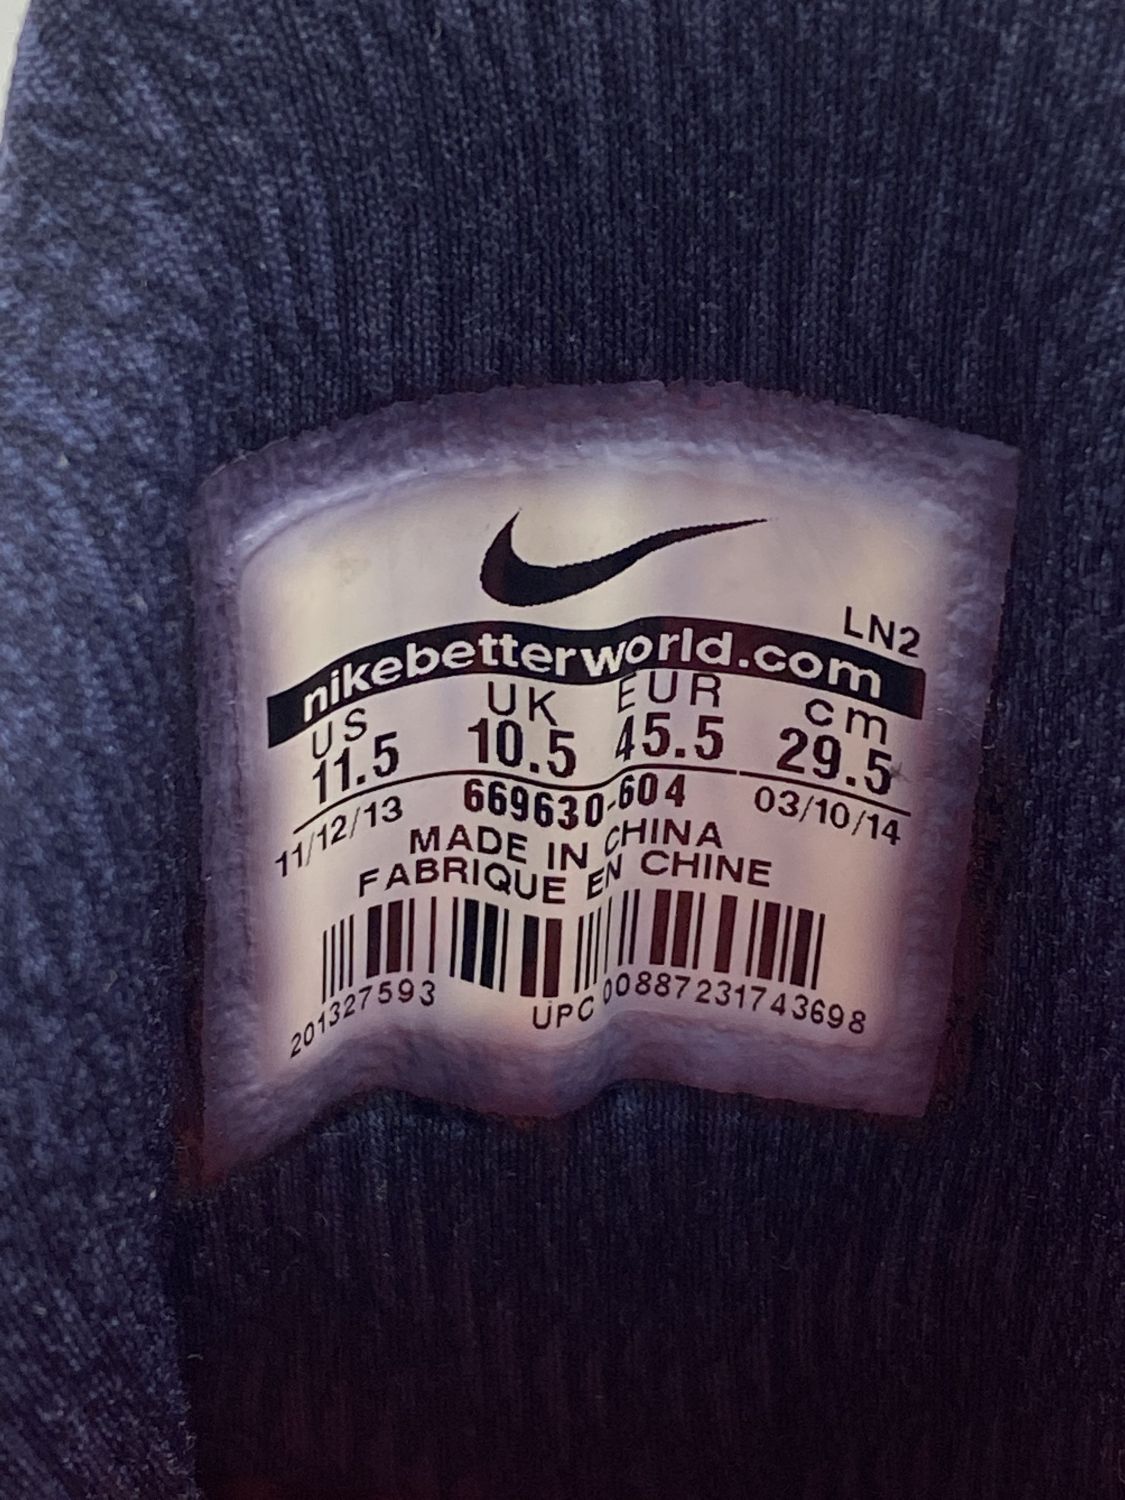 LN2
nikebetterworld.com
US UK EUR cm
11.5 10.5 45.5 29.5
11/12/13 669630-604 03/10/14
MADE IN CHINA
FABRIQUE EN CHINE
201327593 UPC 00887231743698